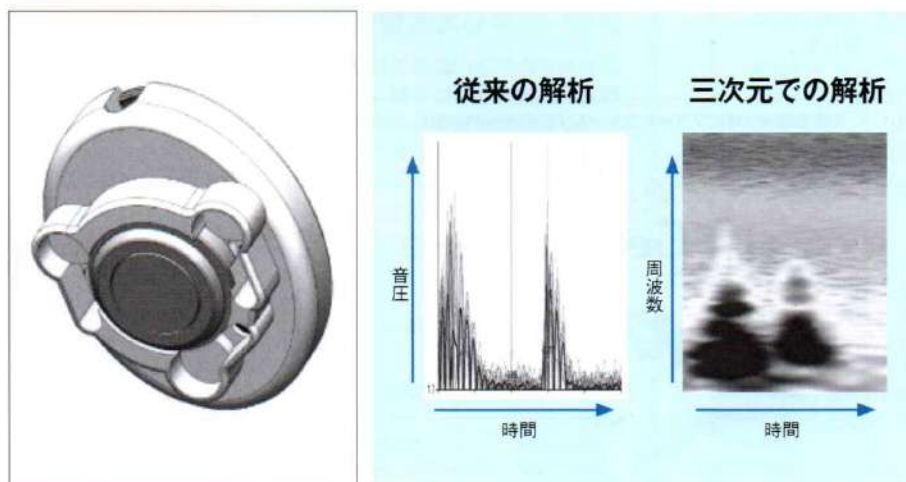 従来の解析
三次元での解析
音圧
時間
周波数
時間